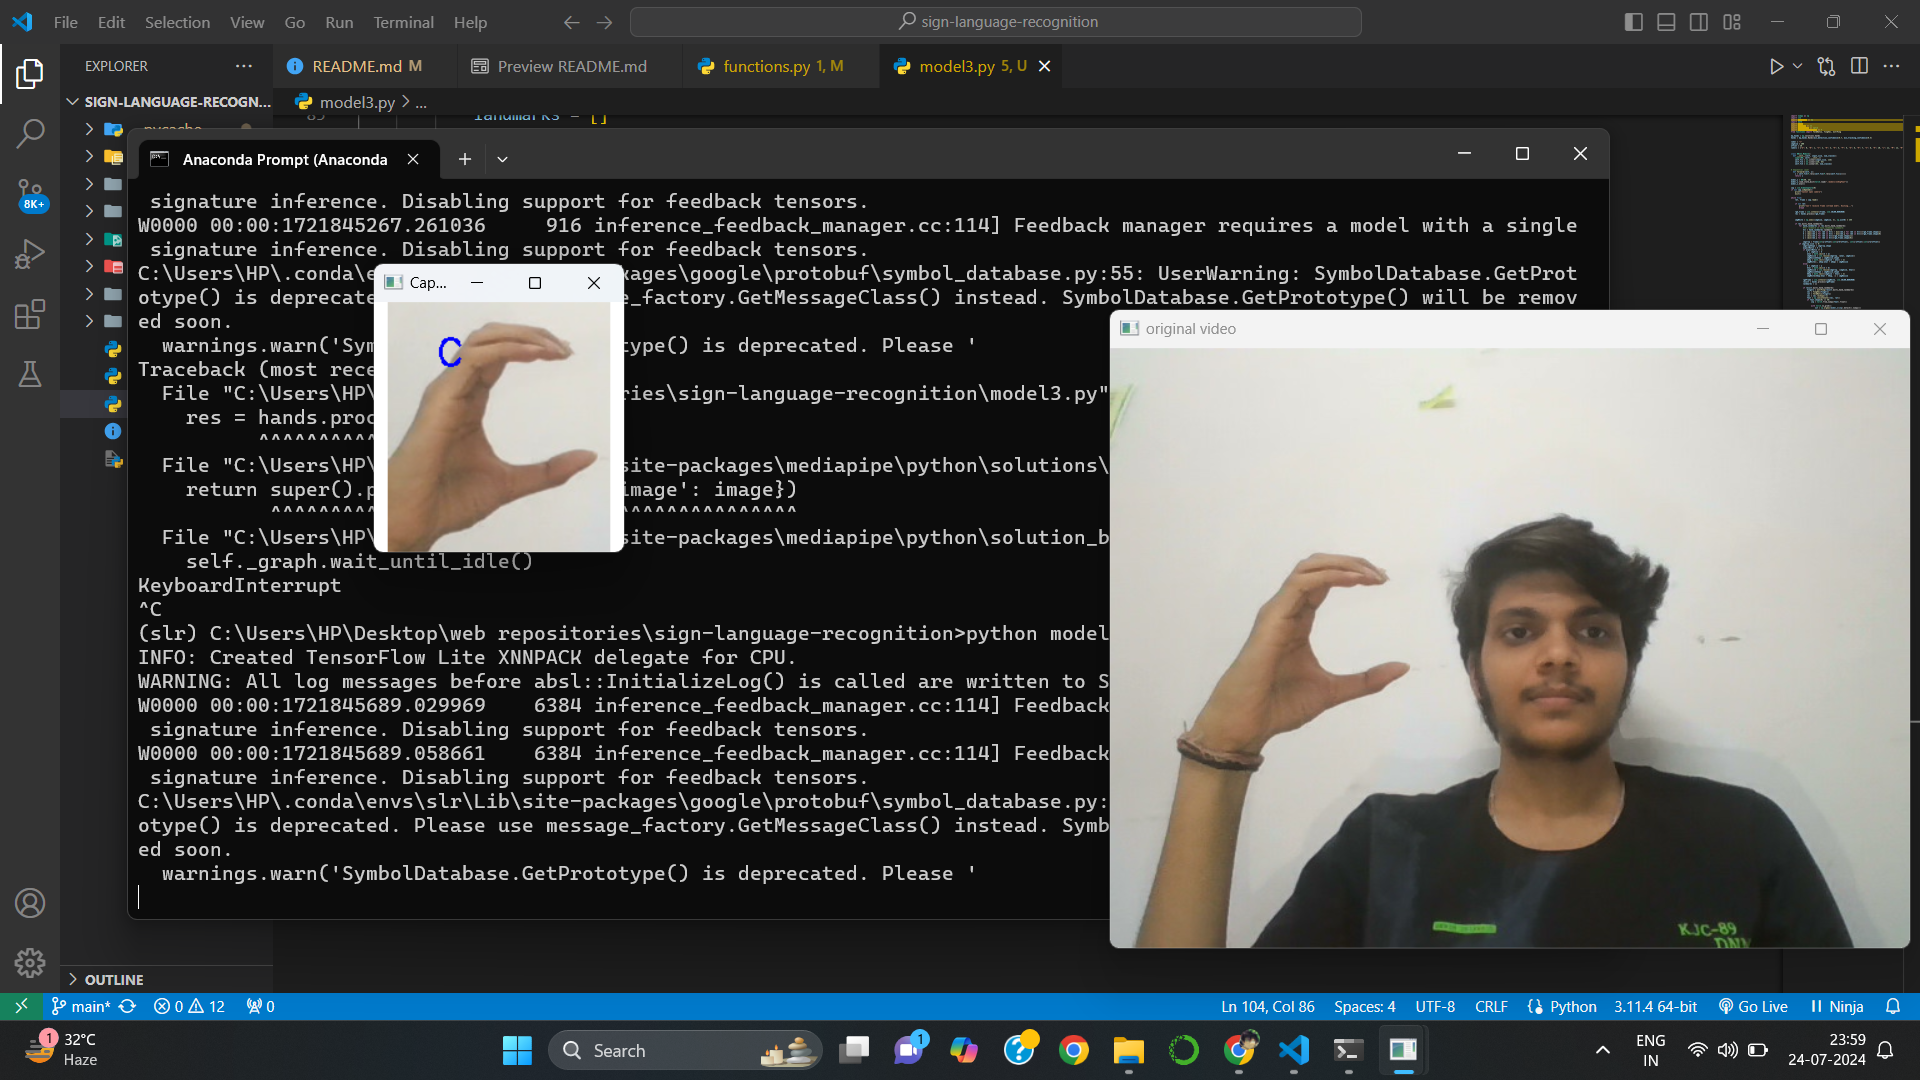 File Edit Selection View Go Run Terminal Help
sign-language-recognition
EXPLORER
README.md M
Preview README.md
functions.py 1, M
model3.py 5, U
SIGN-LANGUAGE-RECOGN...
model3.py > ...
landmarks = []
Anaconda Prompt (Anaconda
signature inference. Disabling support for feedback tensors.
W0000 00:00:1721845267.261036 916 inference_feedback_manager.cc:114] Feedback manager requires a model with a single
signature inference. Disabling support for feedback tensors.
C:\Users\HP\.conda\e kages\google\protobuf\symbol_database.py:55: UserWarning: SymbolDatabase.GetProt
otype() is deprecate e_factory.GetMessageClass() instead. SymbolDatabase.GetPrototype() will be remov
ed soon.
warnings.warn('Sym type() is deprecated. Please '
Traceback (most rece
File "C:\Users\HP\ ries\sign-language-recognition\model3.py"
res = hands.proc
^^^^^^^^^^
File "C:\Users\HP\ site-packages\mediapipe\python\solutions\
return super().p image': image})
^^^^^^^^^ ^^^^^^^^^^^^^^^
File "C:\Users\HP\ site-packages\mediapipe\python\solution_b
self._graph.wait_until_idle()
KeyboardInterrupt
^C
(slr) C:\Users\HP\Desktop\web repositories\sign-language-recognition>python model
INFO: Created TensorFlow Lite XNNPACK delegate for CPU.
WARNING: All log messages before absl::InitializeLog() is called are written to S
W0000 00:00:1721845689.029969 6384 inference_feedback_manager.cc:114] Feedback
signature inference. Disabling support for feedback tensors.
W0000 00:00:1721845689.058661 6384 inference_feedback_manager.cc:114] Feedback
signature inference. Disabling support for feedback tensors.
C:\Users\HP\.conda\envs\slr\Lib\site-packages\google\protobuf\symbol_database.py:
otype() is deprecated. Please use message_factory.GetMessageClass() instead. Symb
ed soon.
warnings.warn('SymbolDatabase.GetPrototype() is deprecated. Please '
Cap...
C
original video
KJC-89
8K+
OUTLINE
main* 0 12 0
Ln 104, Col 86 Spaces: 4 UTF-8 CRLF Python 3.11.4 64-bit Go Live Ninja
1
32°C
Haze
Search
1
ENG
IN
23:59
24-07-2024